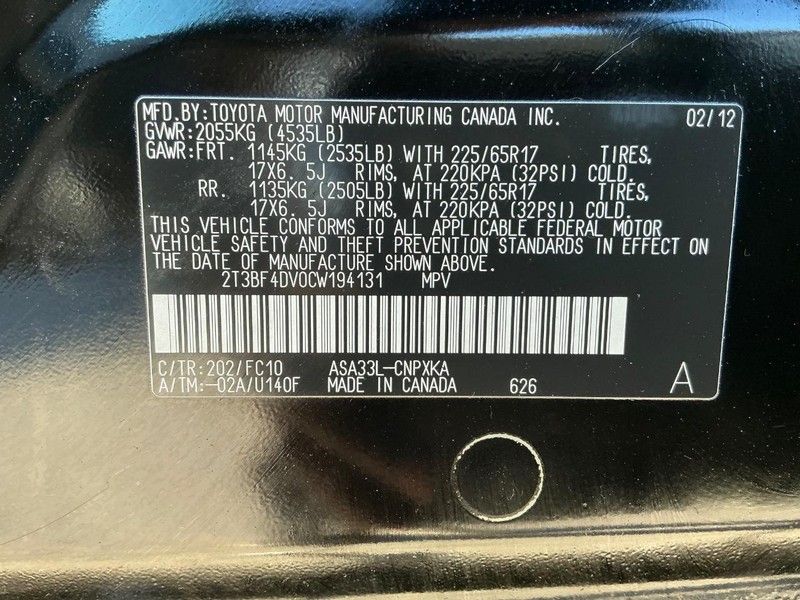 MFD.BY:TOYOTA MOTOR MANUFACTURING CANADA INC. 02/12
GVWR:2055KG (4535LB)
GAWR:FRT. 1145KG (2535LB) WITH 225/65R17 TIRES,
17X6. 5J RIMS, AT 220KPA (32PSI) COLD.
RR. 1135KG (2505LB) WITH 225/65R17 TIRES,
17X6. 5J RIMS, AT 220KPA (32PSI) COLD.
THIS VEHICLE CONFORMS TO ALL APPLICABLE FEDERAL MOTOR
VEHICLE SAFETY AND THEFT PREVENTION STANDARDS IN EFFECT ON
THE DATE OF MANUFACTURE SHOWN ABOVE.
2T3BF4DV0CW194131 MPV
C/TR:202/FC10 ASA33L-CNPXKA
A/TM:-02A/U140F MADE IN CANADA 626 A